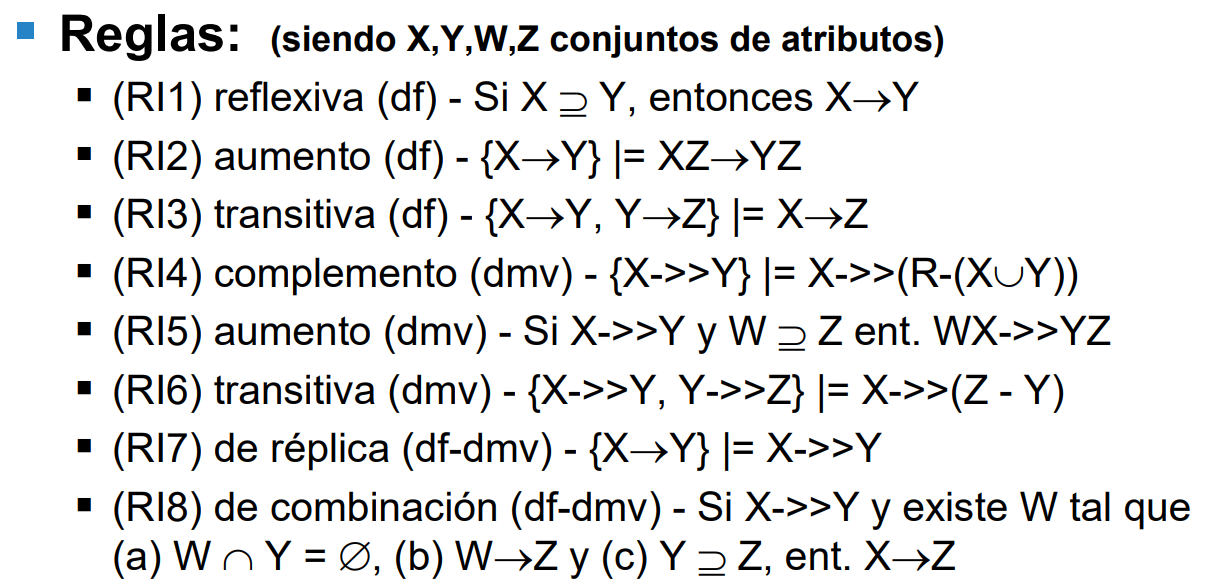 Reglas: (siendo X,Y,W,Z conjuntos de atributos)
(RI1) reflexiva (df) - Si X ⊇ Y, entonces X→Y
(RI2) aumento (df) - {X→Y} |= XZ→YZ
(RI3) transitiva (df) - {X→Y, Y→Z} |= X→Z
(RI4) complemento (dmv) - {X->>Y} |= X->>(R-(X∪Y))
(RI5) aumento (dmv) - Si X->>Y y W ⊇ Z ent. WX->>YZ
(RI6) transitiva (dmv) - {X->>Y, Y->>Z} |= X->>(Z - Y)
(RI7) de réplica (df-dmv) - {X→Y} |= X->>Y
(RI8) de combinación (df-dmv) - Si X->>Y y existe W tal que
(a) W ∩ Y = ∅, (b) W→Z y (c) Y ⊇ Z, ent. X→Z